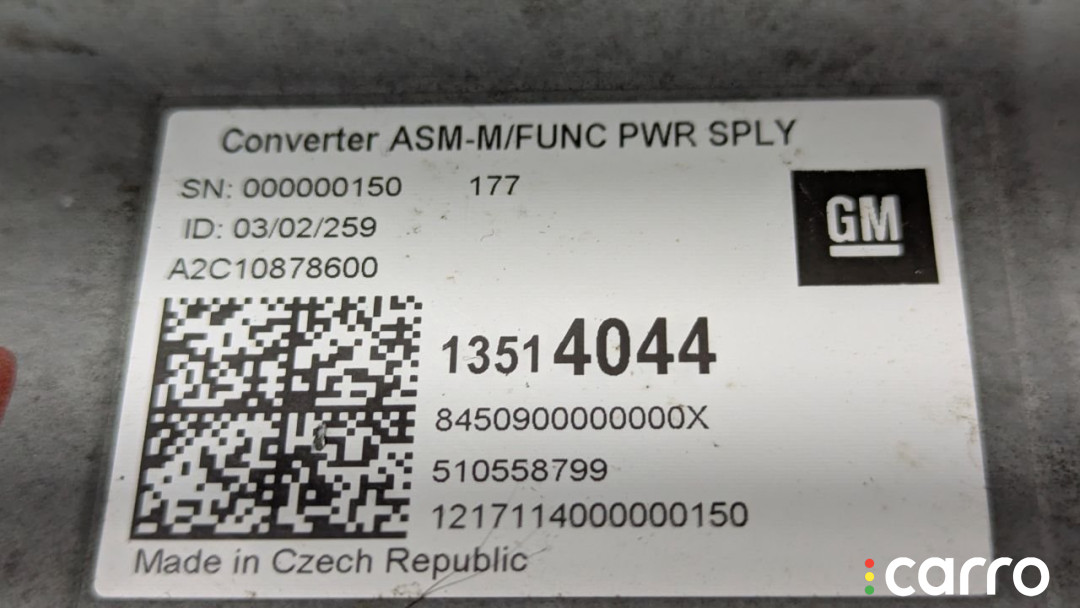 Converter ASM-M/FUNC PWR SPLY
SN: 000000150 177
ID: 03/02/259
A2C10878600
GM
13514044
8450900000000X
510558799
1217114000000150
Made in Czech Republic
carro